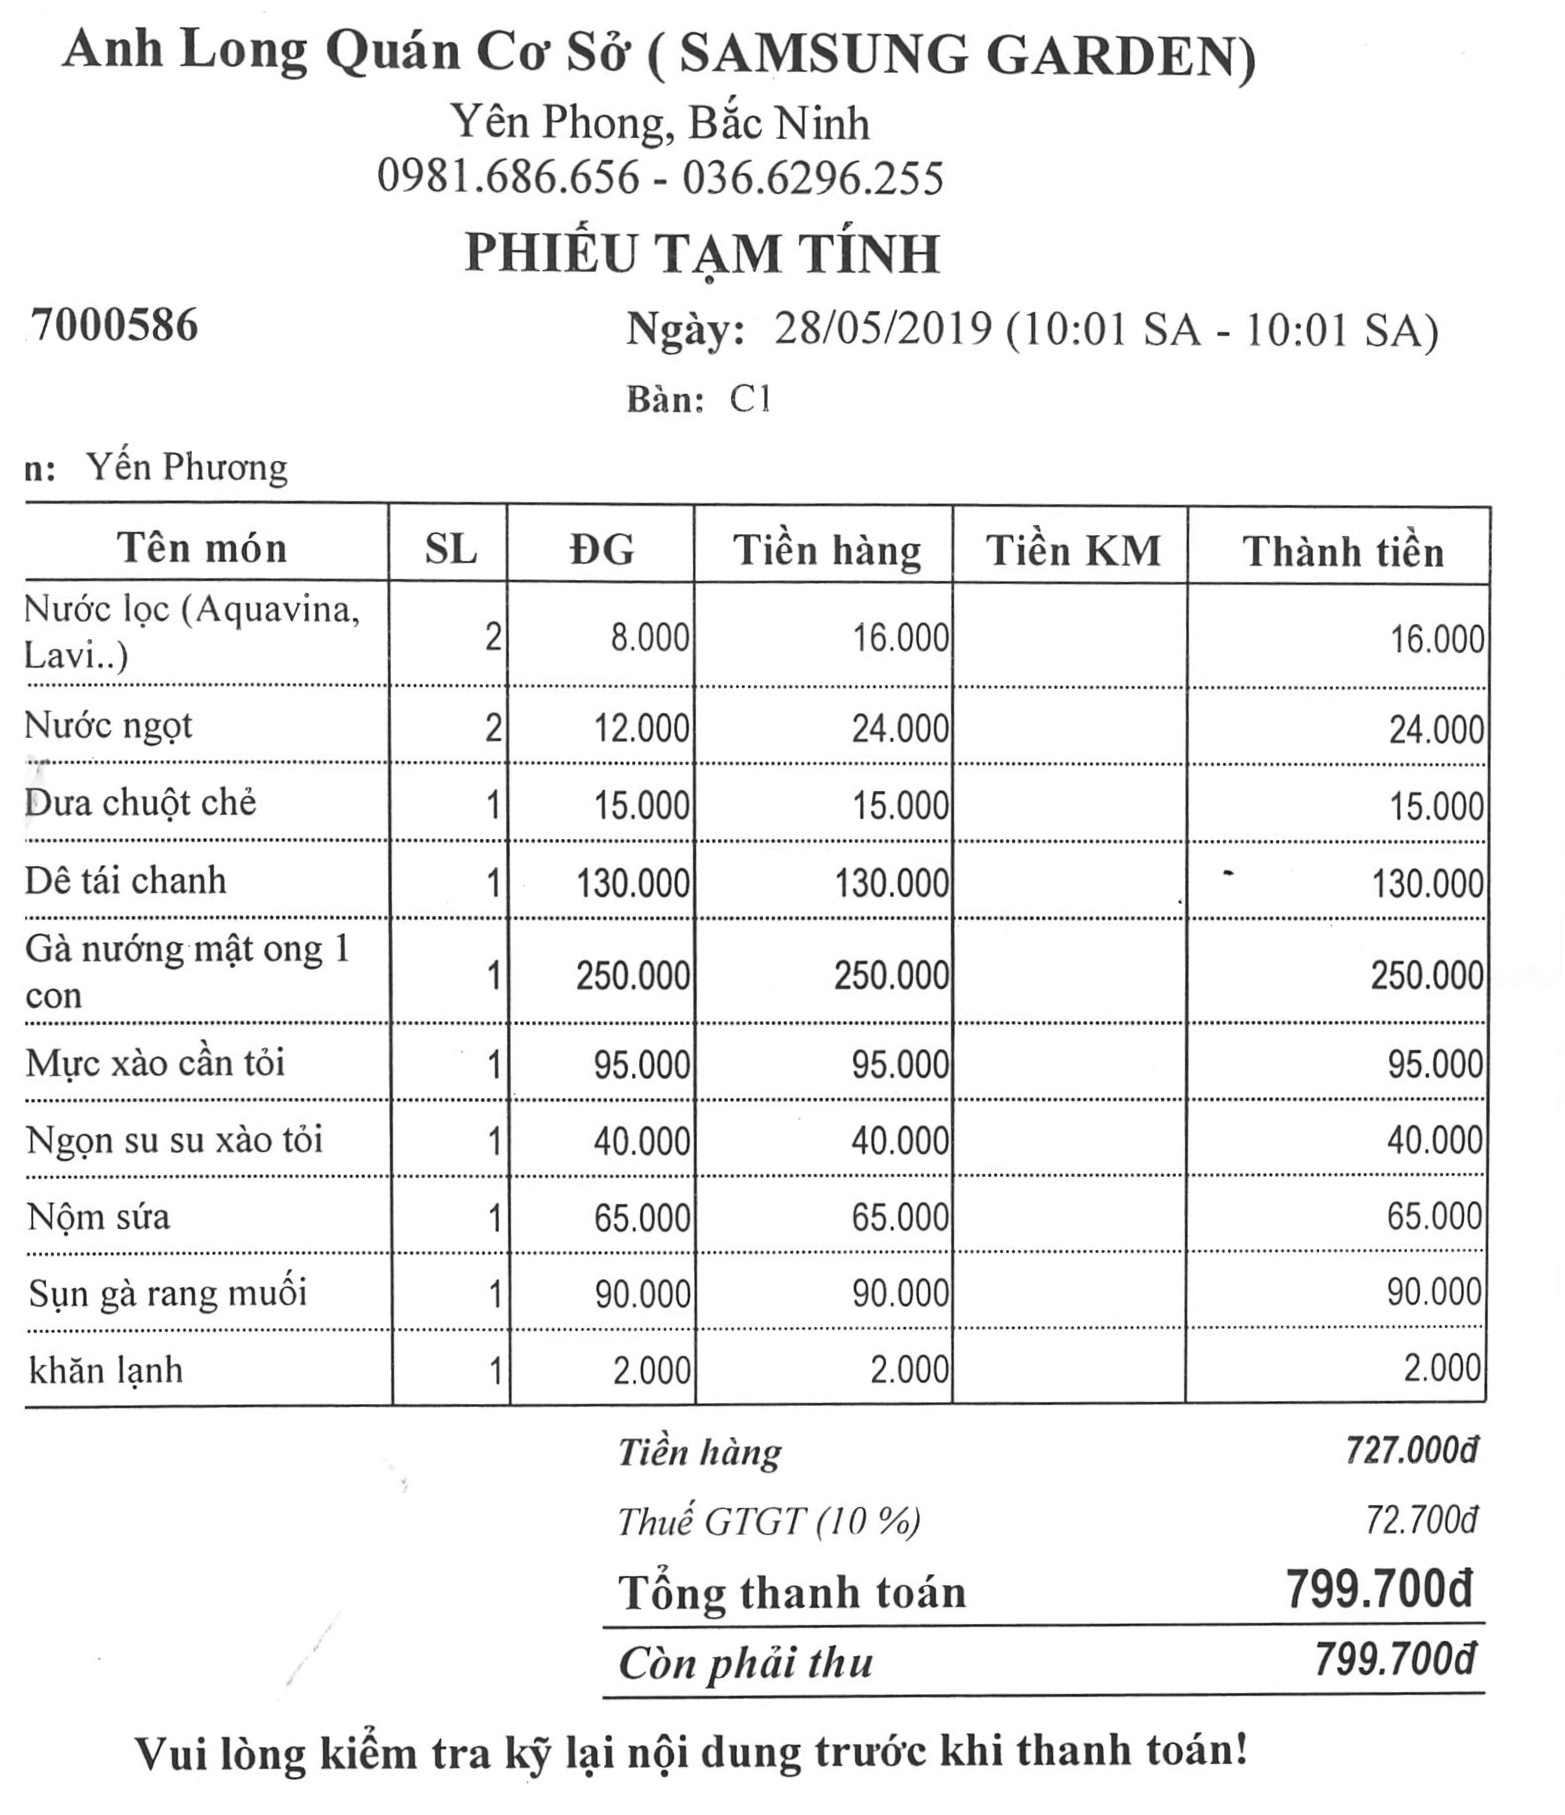 Anh Long Quán Cơ Sở ( SAMSUNG GARDEN)
Yên Phong, Bắc Ninh
0981.686.656 - 036.6296.255
PHIẾU TẠM TÍNH
7000586 Ngày: 28/05/2019 (10:01 SA - 10:01 SA)
Bàn: C1
n: Yến Phương
Tên món SL ĐG Tiền hàng Tiền KM Thành tiền
Nước lọc (Aquavina,
Lavi..) 2 8.000 16.000 16.000
Nước ngọt 2 12.000 24.000 24.000
Dưa chuột chẻ 1 15.000 15.000 15.000
Dê tái chanh 1 130.000 130.000 130.000
Gà nướng mật ong 1
con 1 250.000 250.000 250.000
Mực xào cần tỏi 1 95.000 95.000 95.000
Ngọn su su xào tỏi 1 40.000 40.000 40.000
Nộm sứa 1 65.000 65.000 65.000
Sụn gà rang muối 1 90.000 90.000 90.000
khăn lạnh 1 2.000 2.000 2.000
Tiền hàng 727.000đ
Thuế GTGT (10 %) 72.700đ
Tổng thanh toán 799.700đ
Còn phải thu 799.700đ
Vui lòng kiểm tra kỹ lại nội dung trước khi thanh toán!